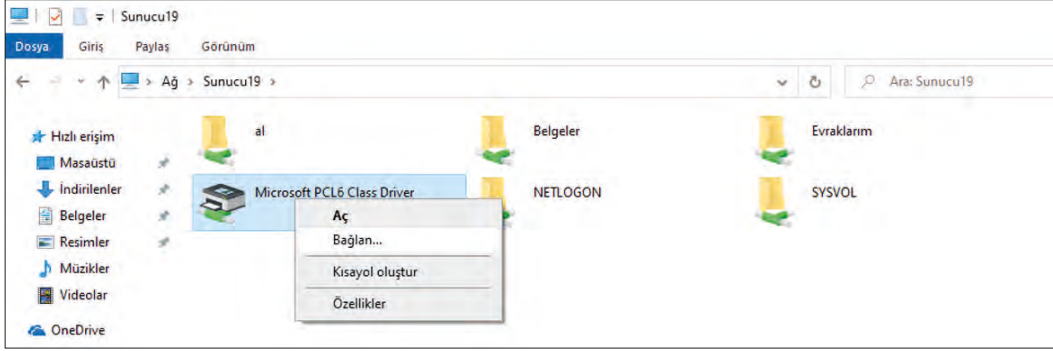 Sunucu19
Dosya Giriş Paylaş Görünüm
Ağ > Sunucu19 > Ara: Sunucu19
Hızlı erişim
Masaüstü
İndirilenler
Belgeler
Resimler
Müzikler
Videolar
OneDrive
al Belgeler Evraklarım
Microsoft PCL6 Class Driver NETLOGON SYSVOL
Aç
Bağlan...
Kısayol oluştur
Özellikler